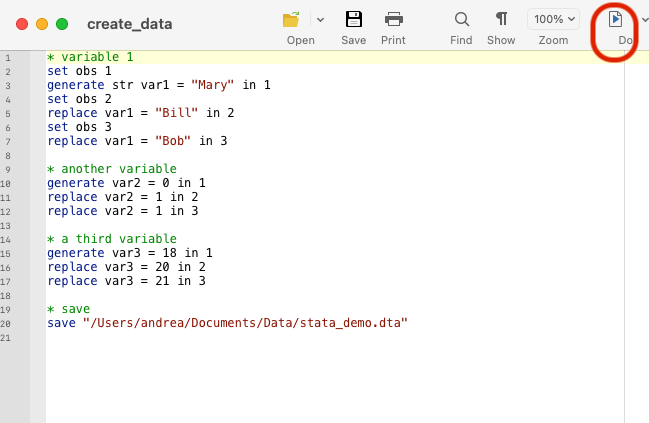 create_data
Open Save Print Find Show 100% Zoom Do
1 * variable 1
2 set obs 1
3 generate str var1 = "Mary" in 1
4 set obs 2
5 replace var1 = "Bill" in 2
6 set obs 3
7 replace var1 = "Bob" in 3
8
9 * another variable
10 generate var2 = 0 in 1
11 replace var2 = 1 in 2
12 replace var2 = 1 in 3
13
14 * a third variable
15 generate var3 = 18 in 1
16 replace var3 = 20 in 2
17 replace var3 = 21 in 3
18
19 * save
20 save "/Users/andrea/Documents/Data/stata_demo.dta"
21